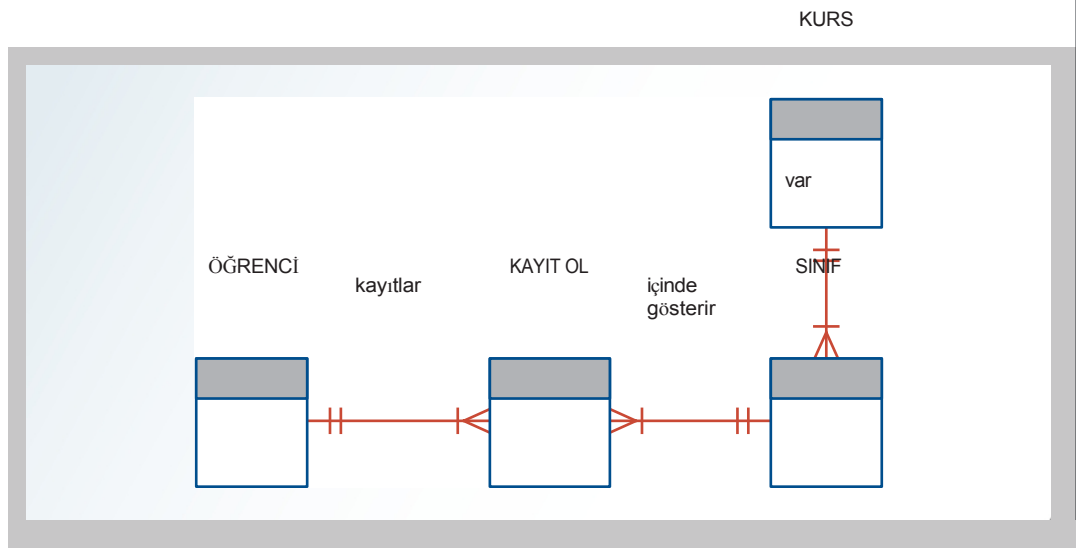 KURS
var
ÖĞRENCİ
kayıtlar
KAYIT OL
içinde
gösterir
SINIF